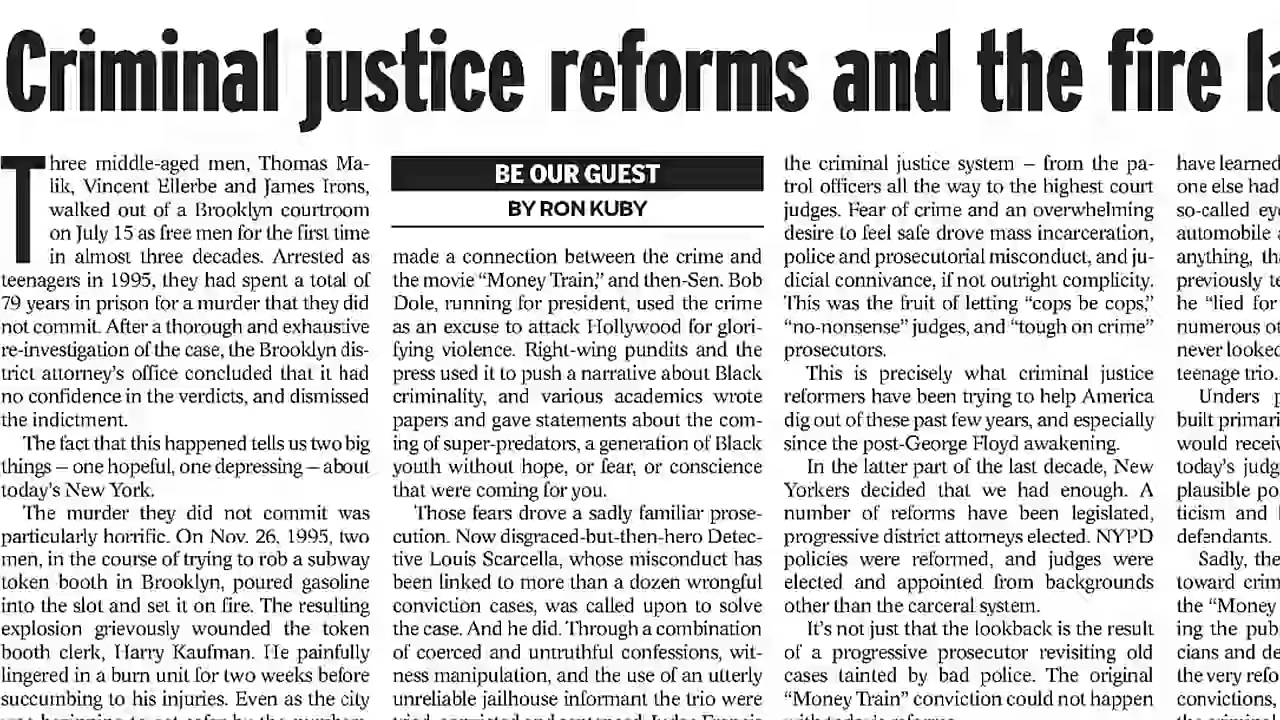 Criminal justice reforms and the fire
Three middle-aged men, Thomas Ma-
lik, Vincent Ellerbe and James Irons,
walked out of a Brooklyn courtroom
on July 15 as free men for the first time
in almost three decades. Arrested as
teenagers in 1995, they had spent a total of
79 years in prison for a murder that they did
not commit. After a thorough and exhaustive
re-investigation of the case, the Brooklyn dis-
trict attorney’s office concluded that it had
no confidence in the verdicts, and dismissed
the indictment.
The fact that this happened tells us two big
things – one hopeful, one depressing – about
today’s New York.
The murder they did not commit was
particularly horrific. On Nov. 26, 1995, two
men, in the course of trying to rob a subway
token booth in Brooklyn, poured gasoline
into the slot and set it on fire. The resulting
explosion grievously wounded the token
booth clerk, Harry Kaufman. He painfully
lingered in a burn unit for two weeks before
succumbing to his injuries. Even as the city
BE OUR GUEST
BY RON KUBY
made a connection between the crime and
the movie “Money Train,” and then-Sen. Bob
Dole, running for president, used the crime
as an excuse to attack Hollywood for glori-
fying violence. Right-wing pundits and the
press used it to push a narrative about Black
criminality, and various academics wrote
papers and gave statements about the com-
ing of super-predators, a generation of Black
youth without hope, or fear, or conscience
that were coming for you.
Those fears drove a sadly familiar prose-
cution. Now disgraced-but-then-hero Detec-
tive Louis Scarcella, whose misconduct has
been linked to more than a dozen wrongful
conviction cases, was called upon to solve
the case. And he did. Through a combination
of coerced and untruthful confessions, wit-
ness manipulation, and the use of an utterly
unreliable jailhouse informant the trio were
the criminal justice system – from the pa-
trol officers all the way to the highest court
judges. Fear of crime and an overwhelming
desire to feel safe drove mass incarceration,
police and prosecutorial misconduct, and ju-
dicial connivance, if not outright complicity.
This was the fruit of letting “cops be cops,”
“no-nonsense” judges, and “tough on crime”
prosecutors.
This is precisely what criminal justice
reformers have been trying to help America
dig out of these past few years, and especially
since the post-George Floyd awakening.
In the latter part of the last decade, New
Yorkers decided that we had enough. A
number of reforms have been legislated,
progressive district attorneys elected. NYPD
policies were reformed, and judges were
elected and appointed from backgrounds
other than the carceral system.
It’s not just that the lookback is the result
of a progressive prosecutor revisiting old
cases tainted by bad police. The original
“Money Train” conviction could not happen
have learned
one else had
so-called
automobile
anything,
previously
he “lied for
numerous
never looked
teenage trio.
Unders
built
would
today’s
plausible
ticism and
defendants.
Sadly, the
toward
the “Money
ing the
cians and
the very
convictions,